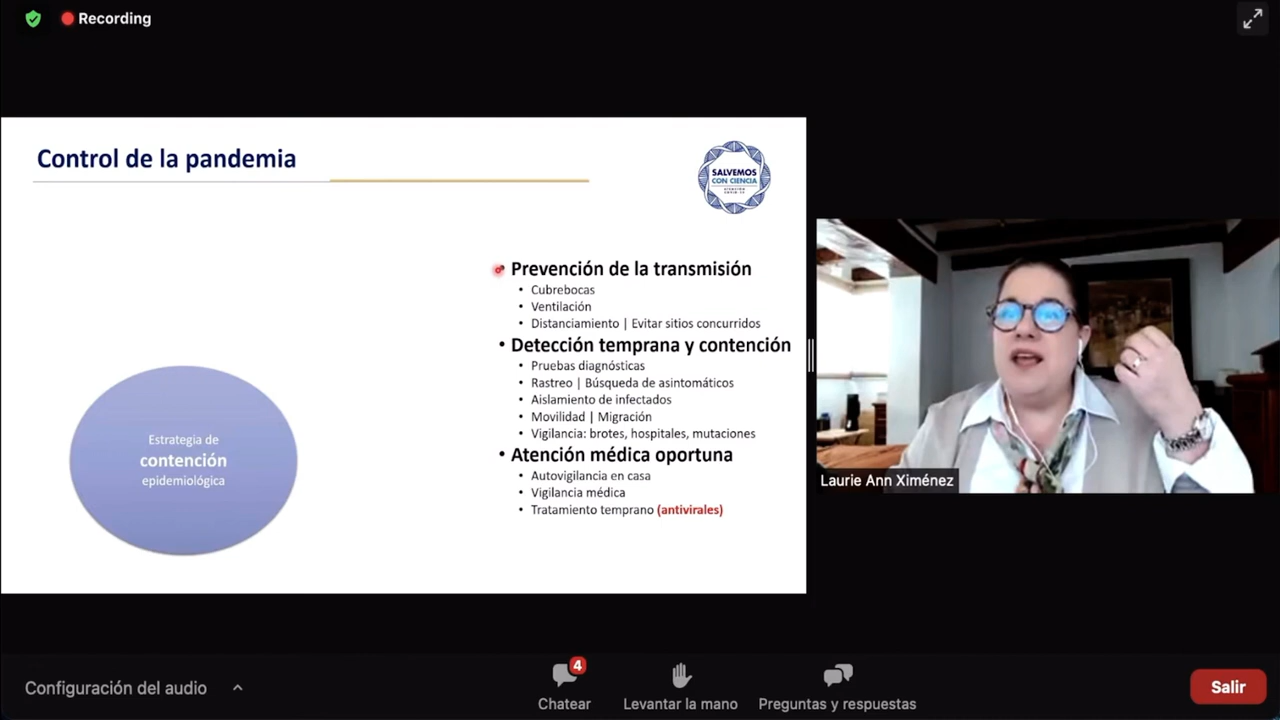 Recording
Control de la pandemia
SALVEMOS
CON CIENCIA
Prevención de la transmisión
• Cubrebocas
• Ventilación
• Distanciamiento | Evitar sitios concurridos
• Detección temprana y contención
• Pruebas diagnósticas
• Rastreo | Búsqueda de asintomáticos
• Aislamiento de infectados
• Movilidad | Migración
• Vigilancia: brotes, hospitales, mutaciones
• Atención médica oportuna
• Autovigilancia en casa
• Vigilancia médica
• Tratamiento temprano (antivirales)
Estrategia de
contención
epidemiológica
Laurie Ann Ximénez
Configuración del audio
4
Chatear
Levantar la mano
Preguntas y respuestas
Salir